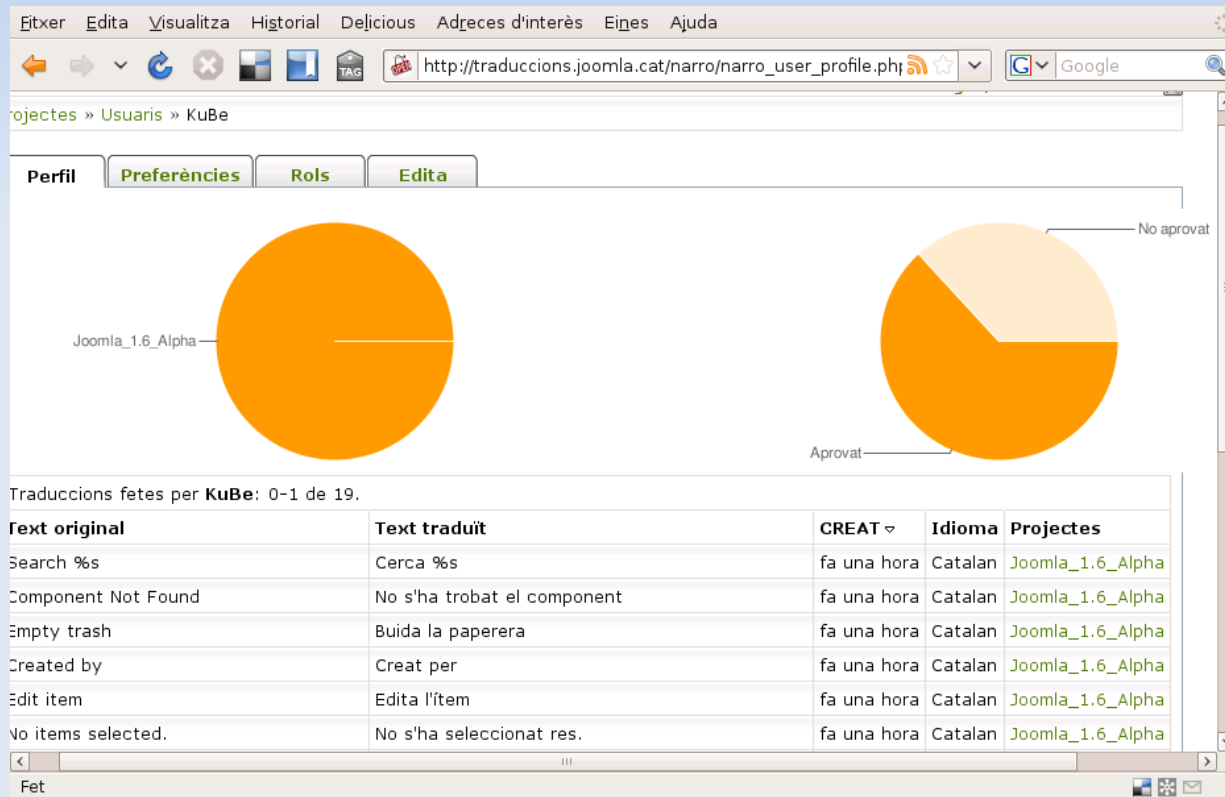 Fitxer Edita Visualitza Historial Delicious Adreces d'interès Eines Ajuda
TAG http://traduccions.joomla.cat/narro/narro_user_profile.php G Google
rojectes » Usuaris » KuBe
Perfil Preferències Rols Edita
No aprovat
Joomla_1.6_Alpha
Aprovat
Traduccions fetes per KuBe: 0-1 de 19.
Text original Text traduït CREAT Idioma Projectes
Search %s Cerca %s fa una hora Catalan Joomla_1.6_Alpha
Component Not Found No s'ha trobat el component fa una hora Catalan Joomla_1.6_Alpha
Empty trash Buida la paperera fa una hora Catalan Joomla_1.6_Alpha
Created by Creat per fa una hora Catalan Joomla_1.6_Alpha
Edit item Edita l'ítem fa una hora Catalan Joomla_1.6_Alpha
No items selected. No s'ha seleccionat res. fa una hora Catalan Joomla_1.6_Alpha
Fet